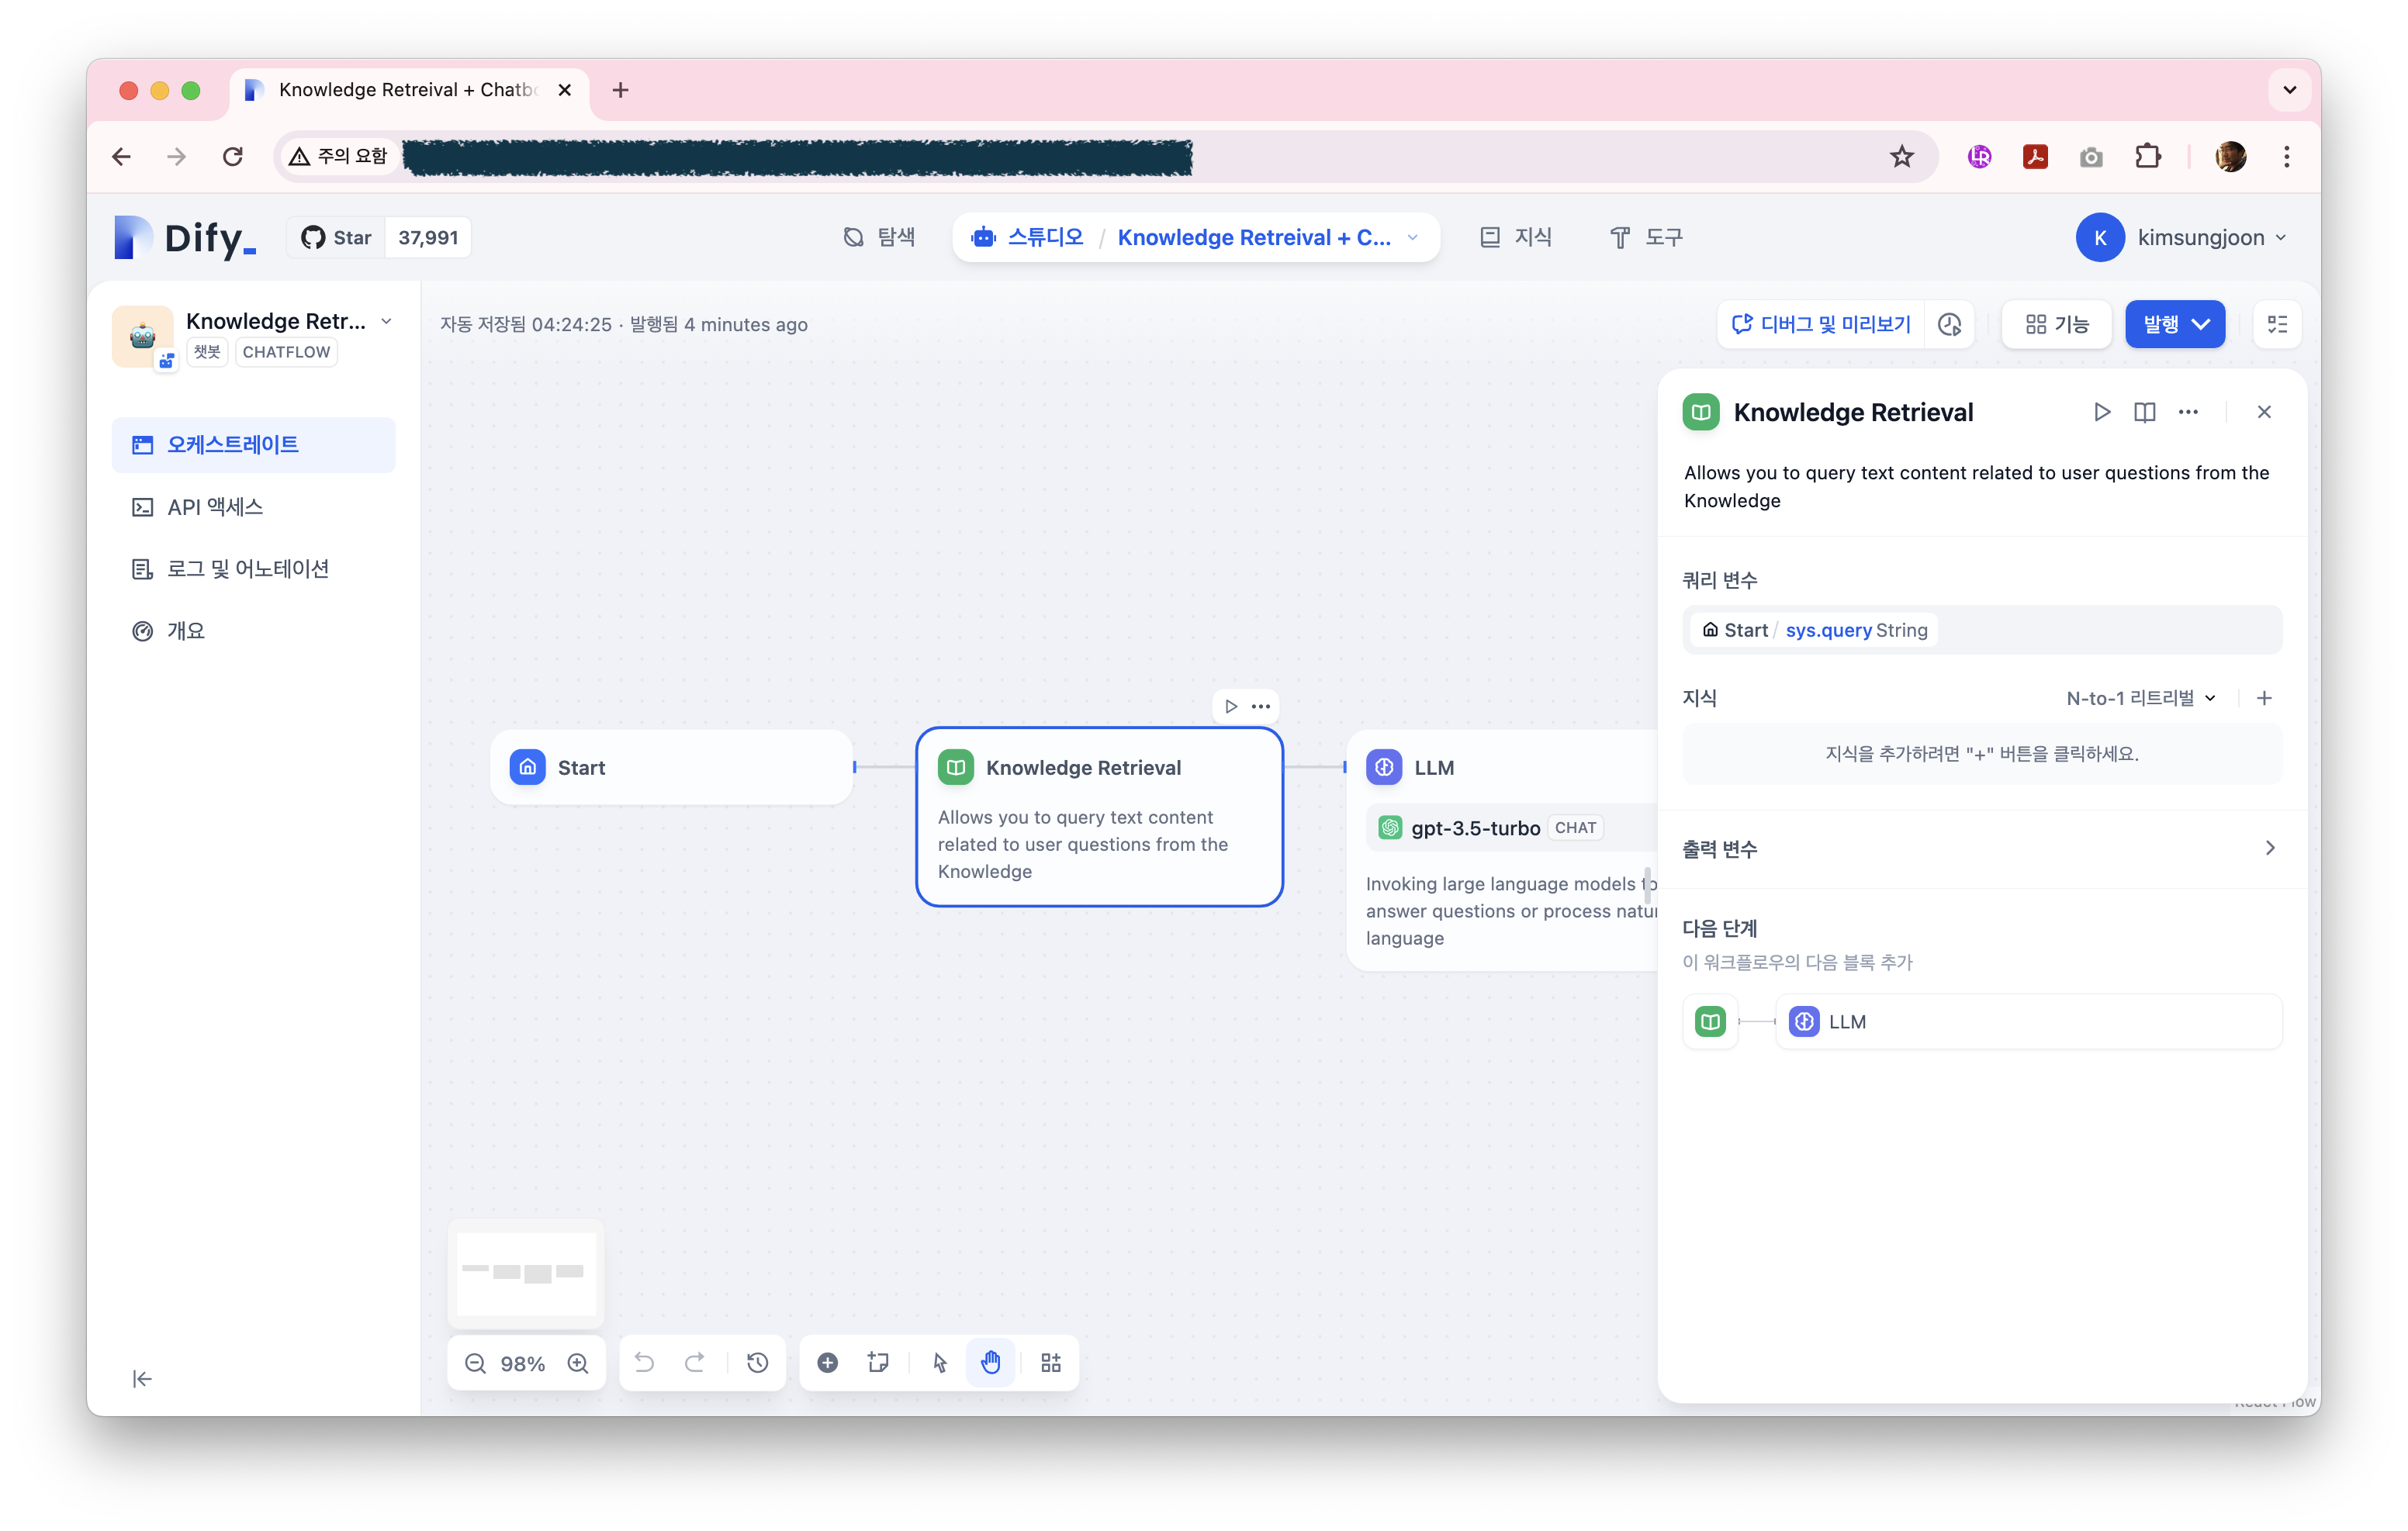 Knowledge Retreival + Chatb
주의 요함
Dify_
Star 37,991
탐색
스튜디오 / Knowledge Retreival + C...
지식
도구
K kimsungjoon
Knowledge Retr...
챗봇 CHATFLOW
오케스트레이트
API 액세스
로그 및 어노테이션
개요
자동 저장됨 04:24:25 · 발행됨 4 minutes ago
디버그 및 미리보기
기능
발행
Start
Knowledge Retrieval
Allows you to query text content
related to user questions from the
Knowledge
LLM
gpt-3.5-turbo CHAT
Invoking large language models to
answer questions or process natur
language
98%
Knowledge Retrieval
Allows you to query text content related to user questions from the
Knowledge
쿼리 변수
Start / sys.query String
지식
N-to-1 리트리벌
지식을 추가하려면 "+" 버튼을 클릭하세요.
출력 변수
다음 단계
이 워크플로우의 다음 블록 추가
LLM
React Flow